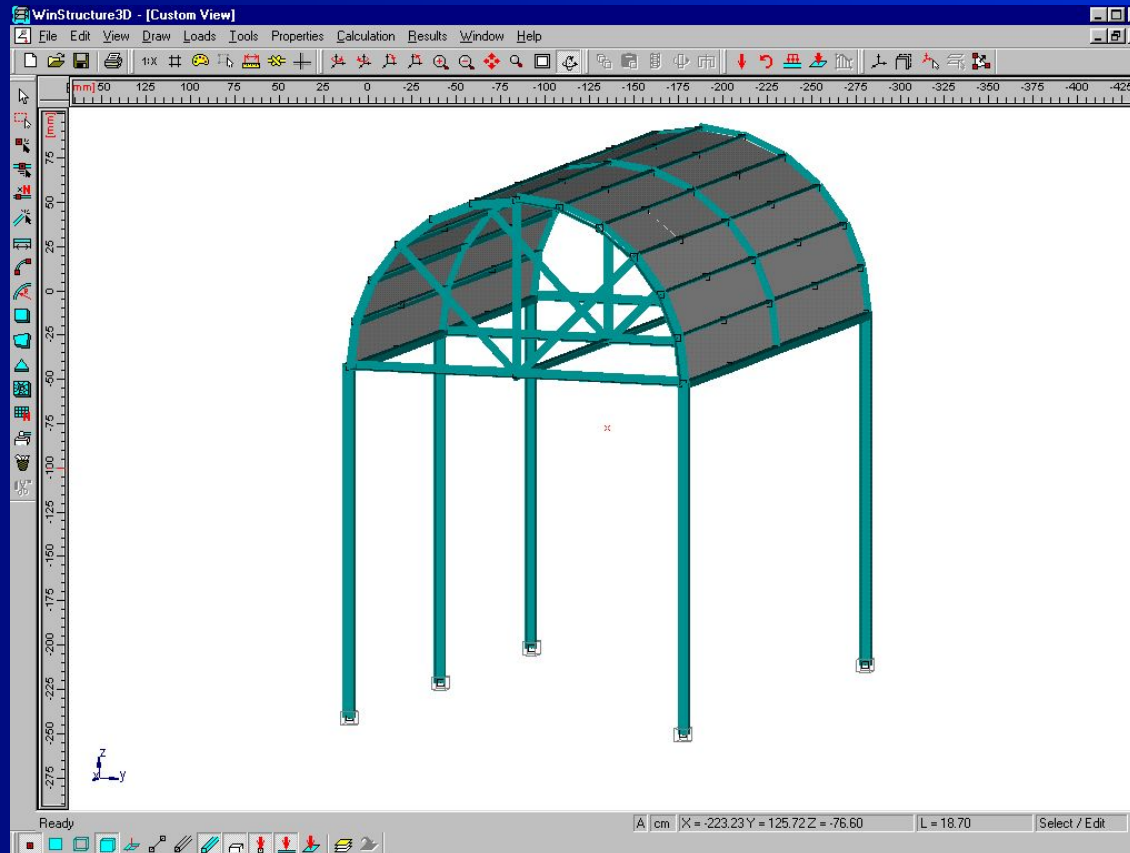 WinStructure3D - [Custom View]
File Edit View Draw Loads Tools Properties Calculation Results Window Help
1:X
[mm] 50 125 100 75 50 25 0 -25 -50 -75 -100 -125 -150 -175 -200 -225 -250 -275 -300 -325 -350 -375 -400 -425
[mm]
75
50
25
0
-25
-50
-75
-100
-125
-150
-175
-200
-225
-250
-275
N
z
x y
Ready A cm X = -223.23 Y = 125.72 Z = -76.60 L = 18.70 Select / Edit